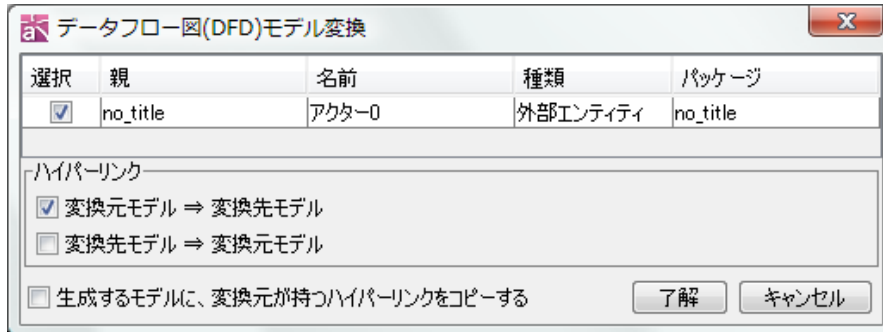 データフロー図(DFD)モデル変換
選択 親 名前 種類 パッケージ
no_title アクター0 外部エンティティ no_title
ハイパーリンク
変換元モデル ⇒ 変換先モデル
変換先モデル ⇒ 変換元モデル
生成するモデルに、変換元が持つハイパーリンクをコピーする 了解 キャンセル